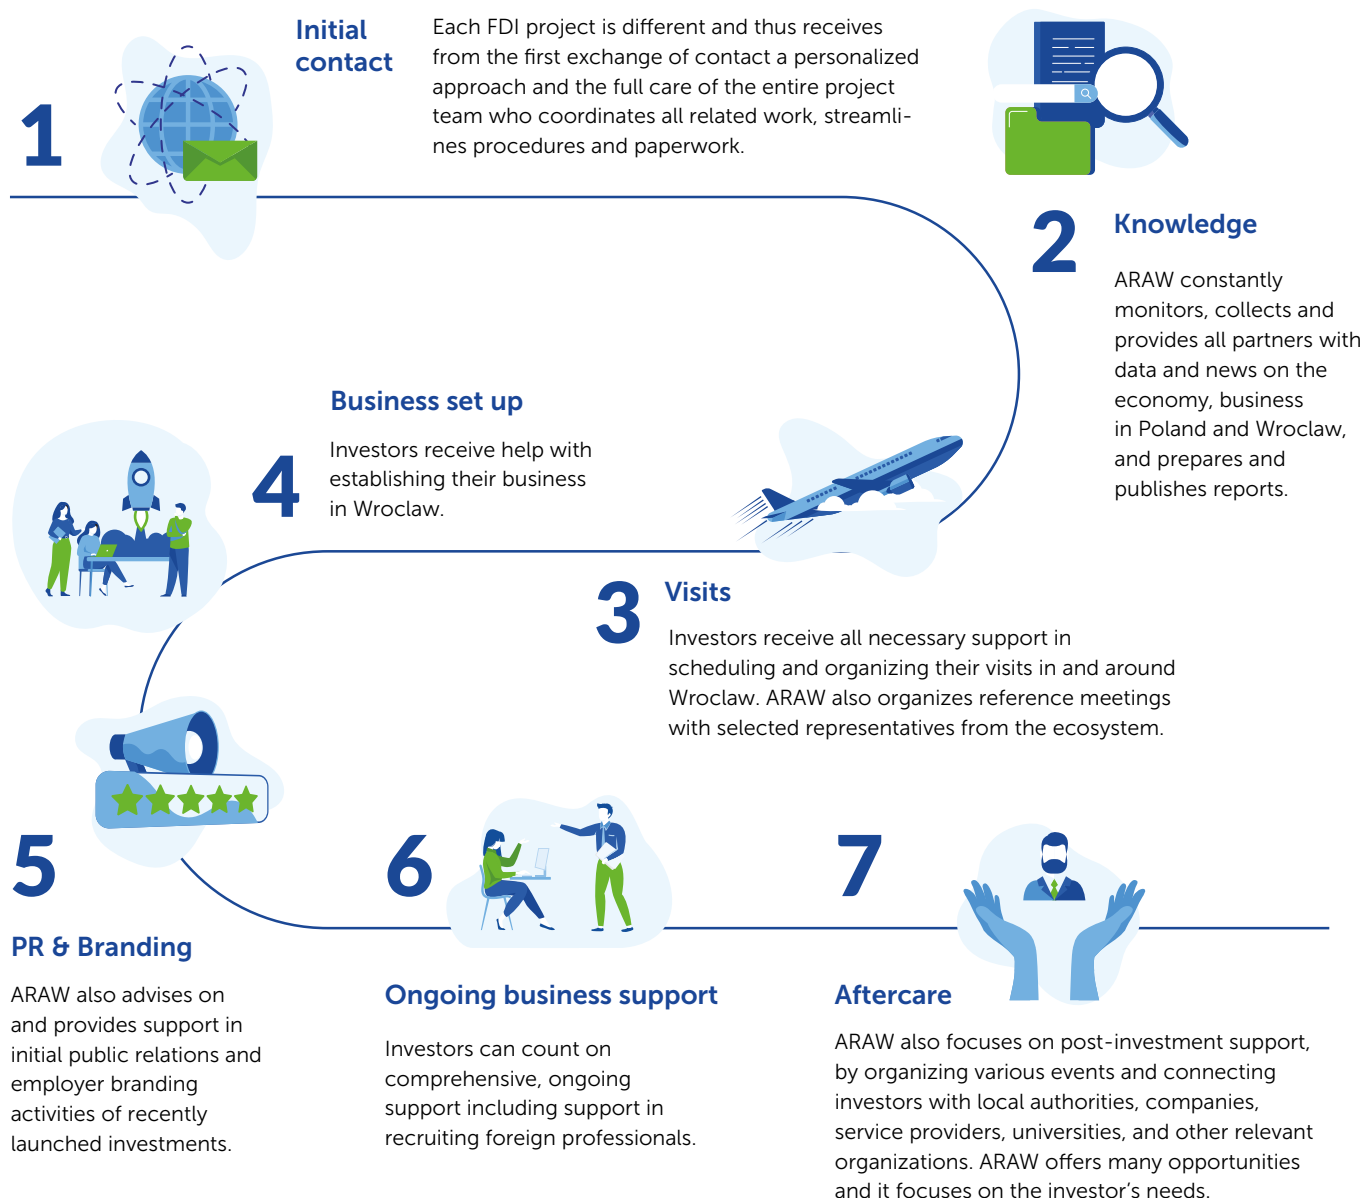 1
Initial
contact
Each FDI project is different and thus receives
from the first exchange of contact a personalized
approach and the full care of the entire project
team who coordinates all related work, streamli-
nes procedures and paperwork.
2
Knowledge
ARAW constantly
monitors, collects and
provides all partners with
data and news on the
economy, business
in Poland and Wroclaw,
and prepares and
publishes reports.
3
Visits
Investors receive all necessary support in
scheduling and organizing their visits in and around
Wroclaw. ARAW also organizes reference meetings
with selected representatives from the ecosystem.
4
Business set up
Investors receive help with
establishing their business
in Wroclaw.
5
PR & Branding
ARAW also advises on
and provides support in
initial public relations and
employer branding
activities of recently
launched investments.
6
Ongoing business support
Investors can count on
comprehensive, ongoing
support including support in
recruiting foreign professionals.
7
Aftercare
ARAW also focuses on post-investment support,
by organizing various events and connecting
investors with local authorities, companies,
service providers, universities, and other relevant
organizations. ARAW offers many opportunities
and it focuses on the investor's needs.